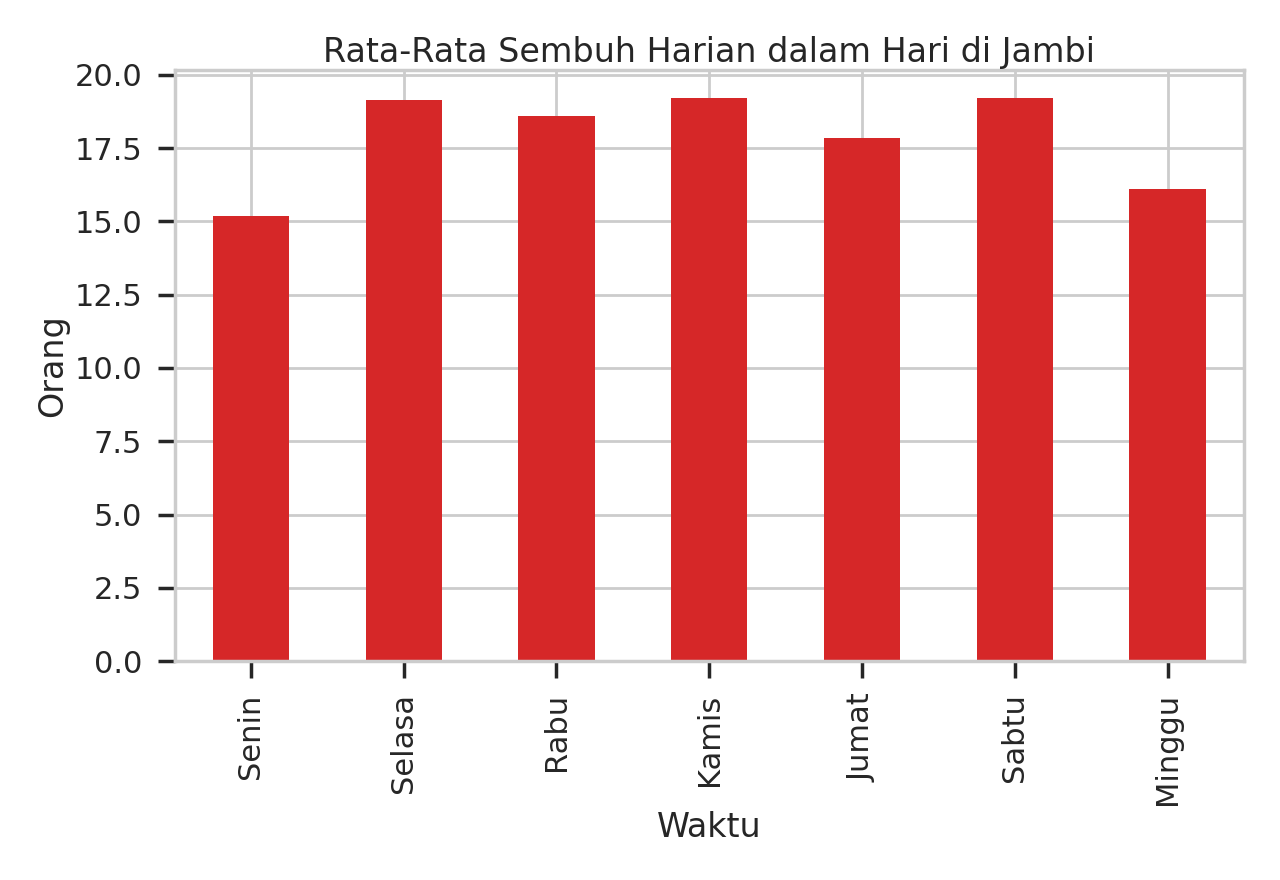 Rata-Rata Sembuh Harian dalam Hari di Jambi
20.0
17.5
15.0
12.5
10.0
7.5
5.0
2.5
0.0
Orang
Senin
Selasa
Rabu
Kamis
Jumat
Sabtu
Minggu
Waktu